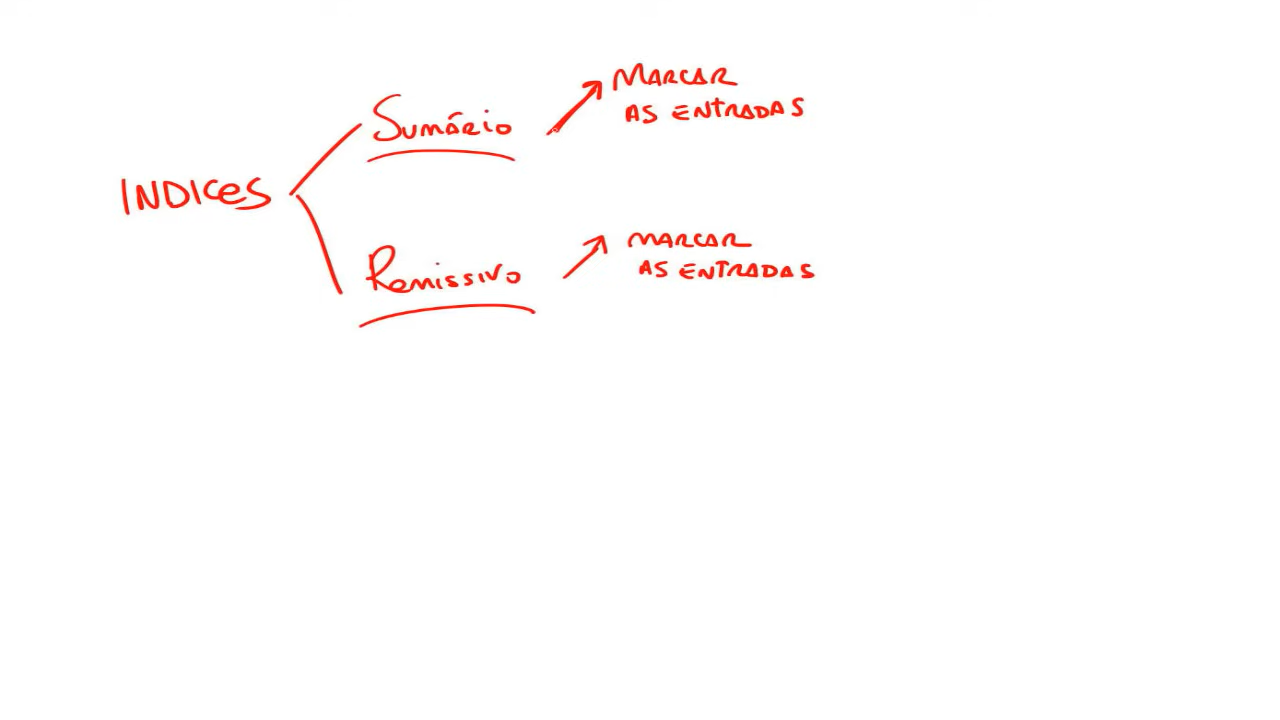 INDICES
Sumário
MARCAR
AS ENTRADAS
Remissivo
MARCAR
AS ENTRADAS